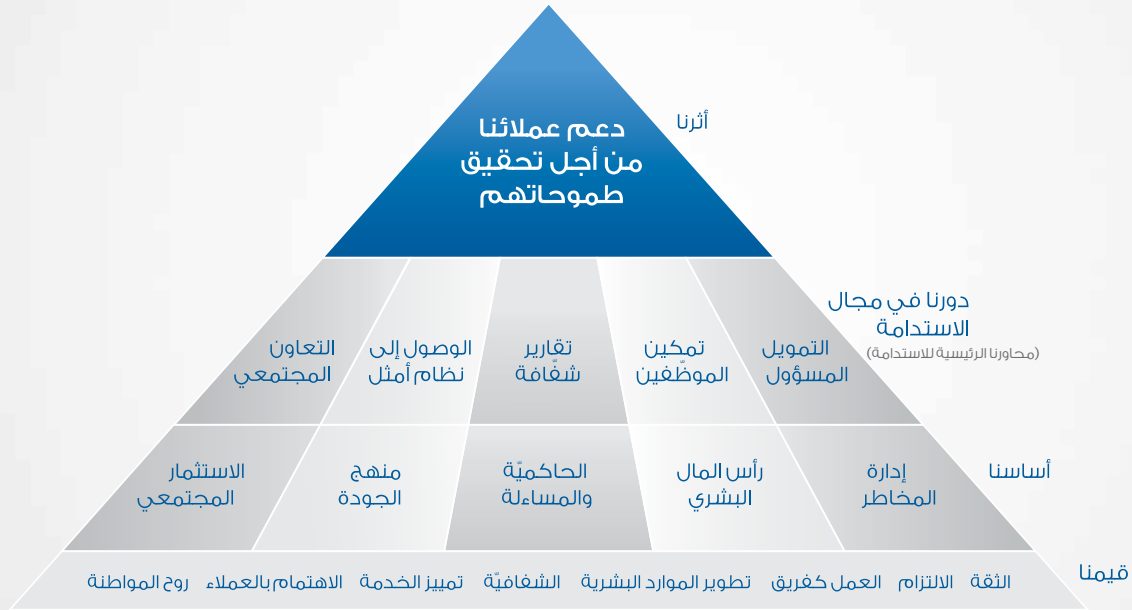 أثرنا
دعم عملائنا
من أجل تحقيق
طموحاتهم
دورنا في مجال
الاستدامة
(محاورنا الرئيسية للاستدامة)
التمويل
المسؤول
تمكين
الموظّفين
تقارير
شفّافة
الوصول إلى
نظام أمثل
التعاون
المجتمعي
أساسنا
إدارة
المخاطر
رأس المال
البشري
الحاكميّة
والمساءلة
منهج
الجودة
الاستثمار
المجتمعي
قيمنا
الثقة الالتزام العمل كفريق تطوير الموارد البشرية الشفافيّة تمييز الخدمة الاهتمام بالعملاء روح المواطنة